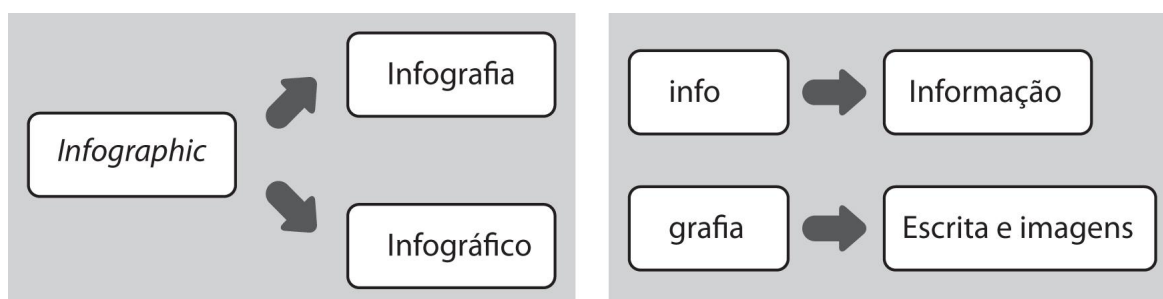 Infographic
Infografia
Infográfico
info
Informação
grafia
Escrita e imagens